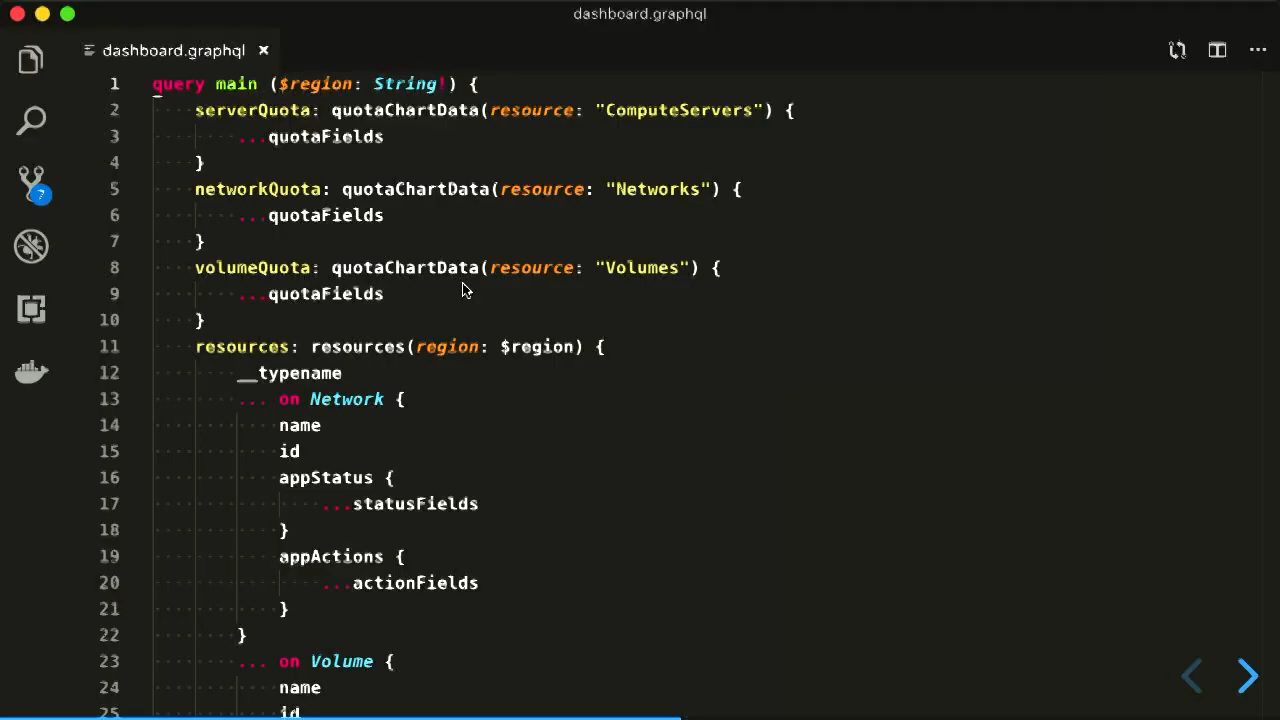 dashboard.graphql
dashboard.graphql ×
1 query main ($region: String!) {
2 serverQuota: quotaChartData(resource: "ComputeServers") {
3 ...quotaFields
4 }
5 networkQuota: quotaChartData(resource: "Networks") {
6 ...quotaFields
7 }
8 volumeQuota: quotaChartData(resource: "Volumes") {
9 ...quotaFields
10 }
11 resources: resources(region: $region) {
12 __typename
13 ... on Network {
14 name
15 id
16 appStatus {
17 ...statusFields
18 }
19 appActions {
20 ...actionFields
21 }
22 }
23 ... on Volume {
24 name
25 id